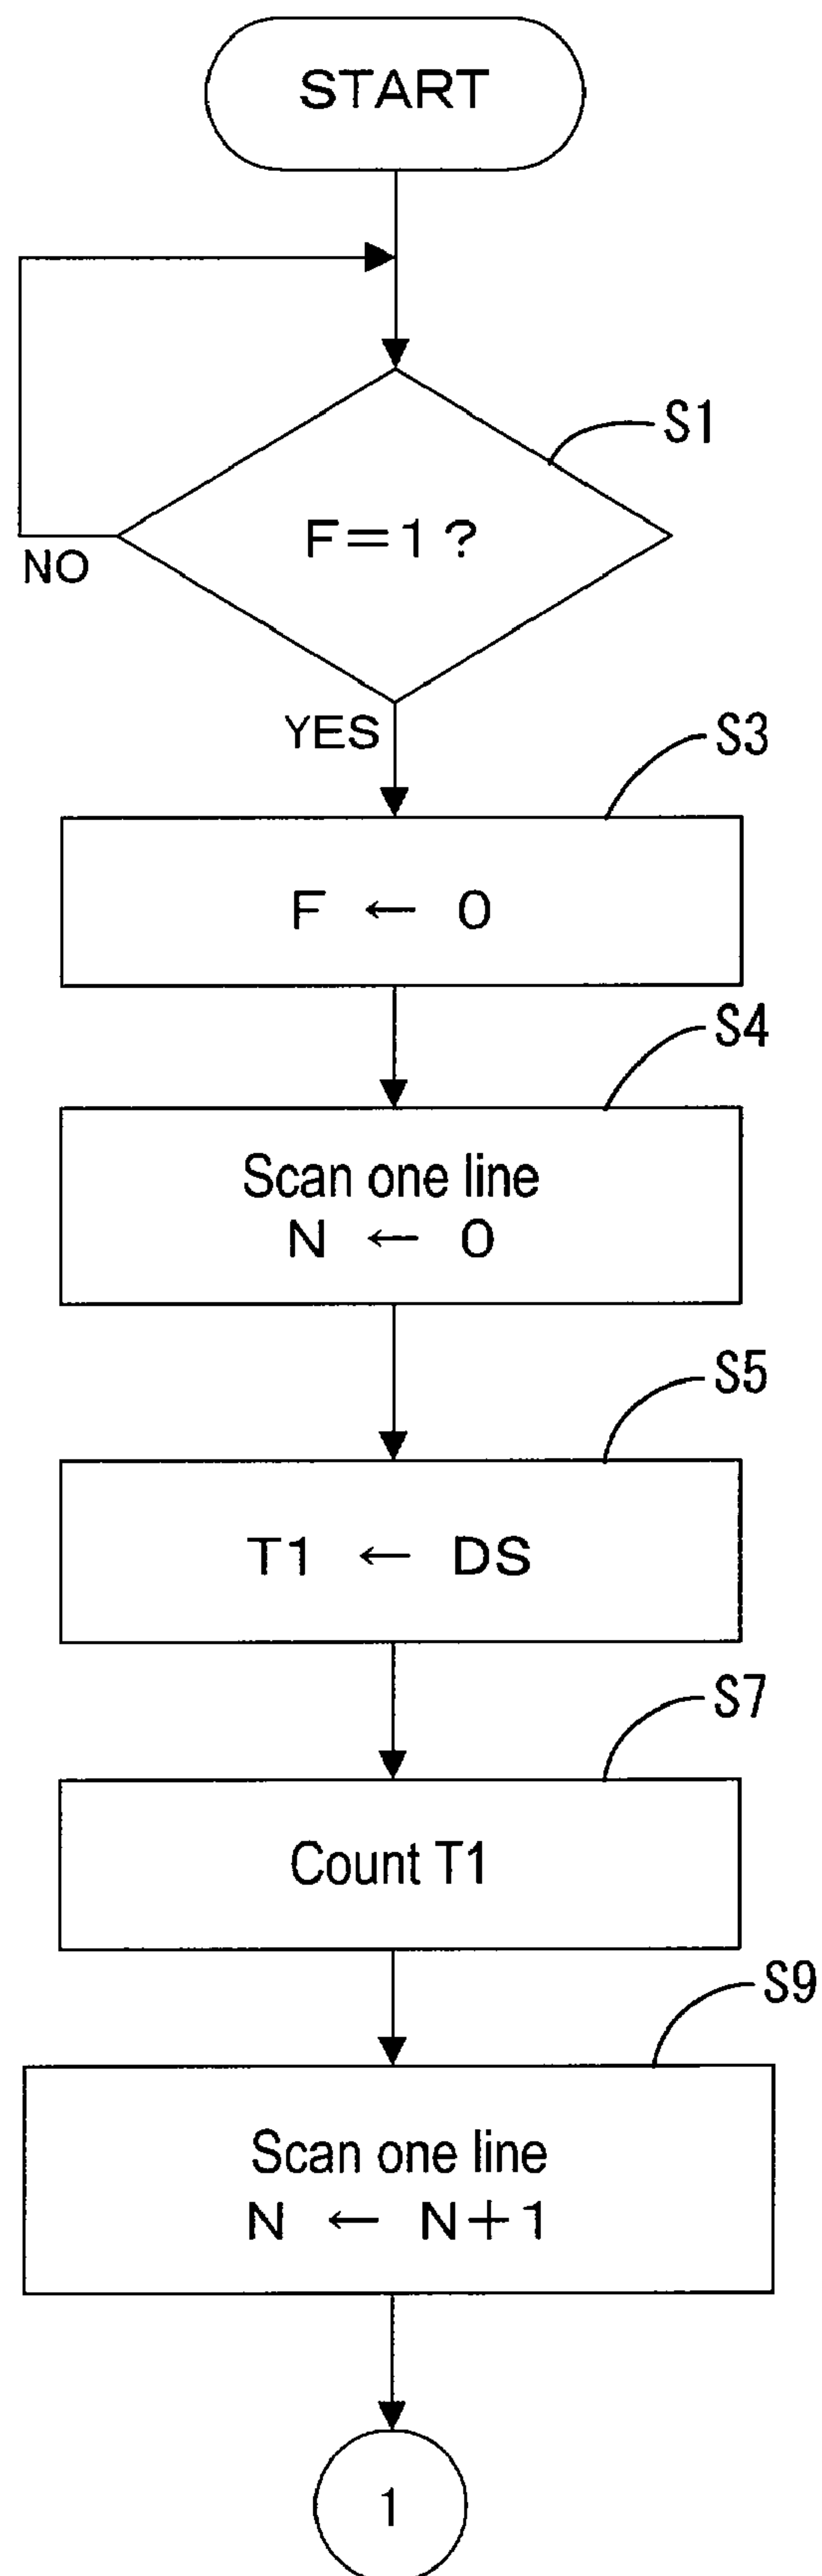 START
S1
F=1?
NO
YES
S3
F ← 0
S4
Scan one line
N ← 0
S5
T1 ← DS
S7
Count T1
S9
Scan one line
N ← N+1
1